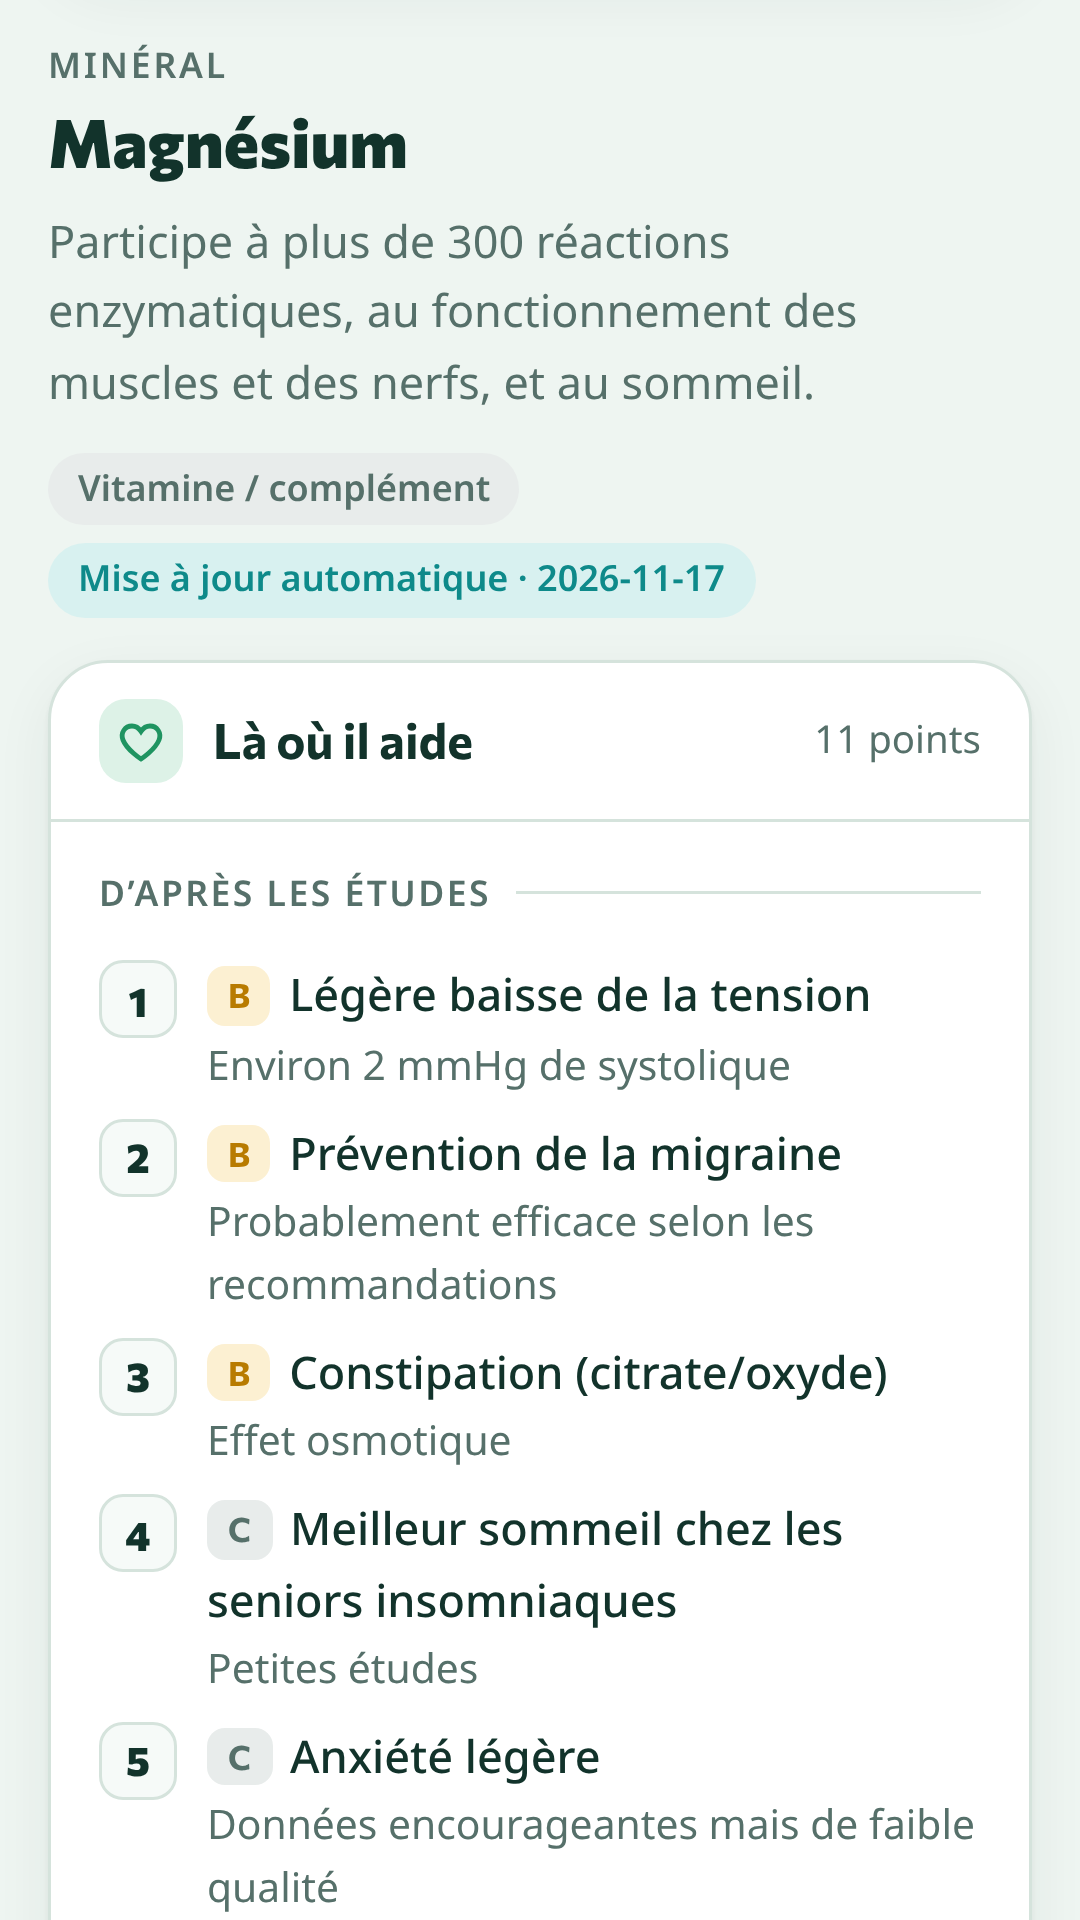 MINÉRAL
Magnésium
Participe à plus de 300 réactions
enzymatiques, au fonctionnement des
muscles et des nerfs, et au sommeil.
Vitamine / complément
Mise à jour automatique · 2026-11-17
Là où il aide
11 points
D’APRÈS LES ÉTUDES
1 B Légère baisse de la tension
Environ 2 mmHg de systolique
2 B Prévention de la migraine
Probablement efficace selon les
recommandations
3 B Constipation (citrate/oxyde)
Effet osmotique
4 C Meilleur sommeil chez les
seniors insomniaques
Petites études
5 C Anxiété légère
Données encourageantes mais de faible
qualité